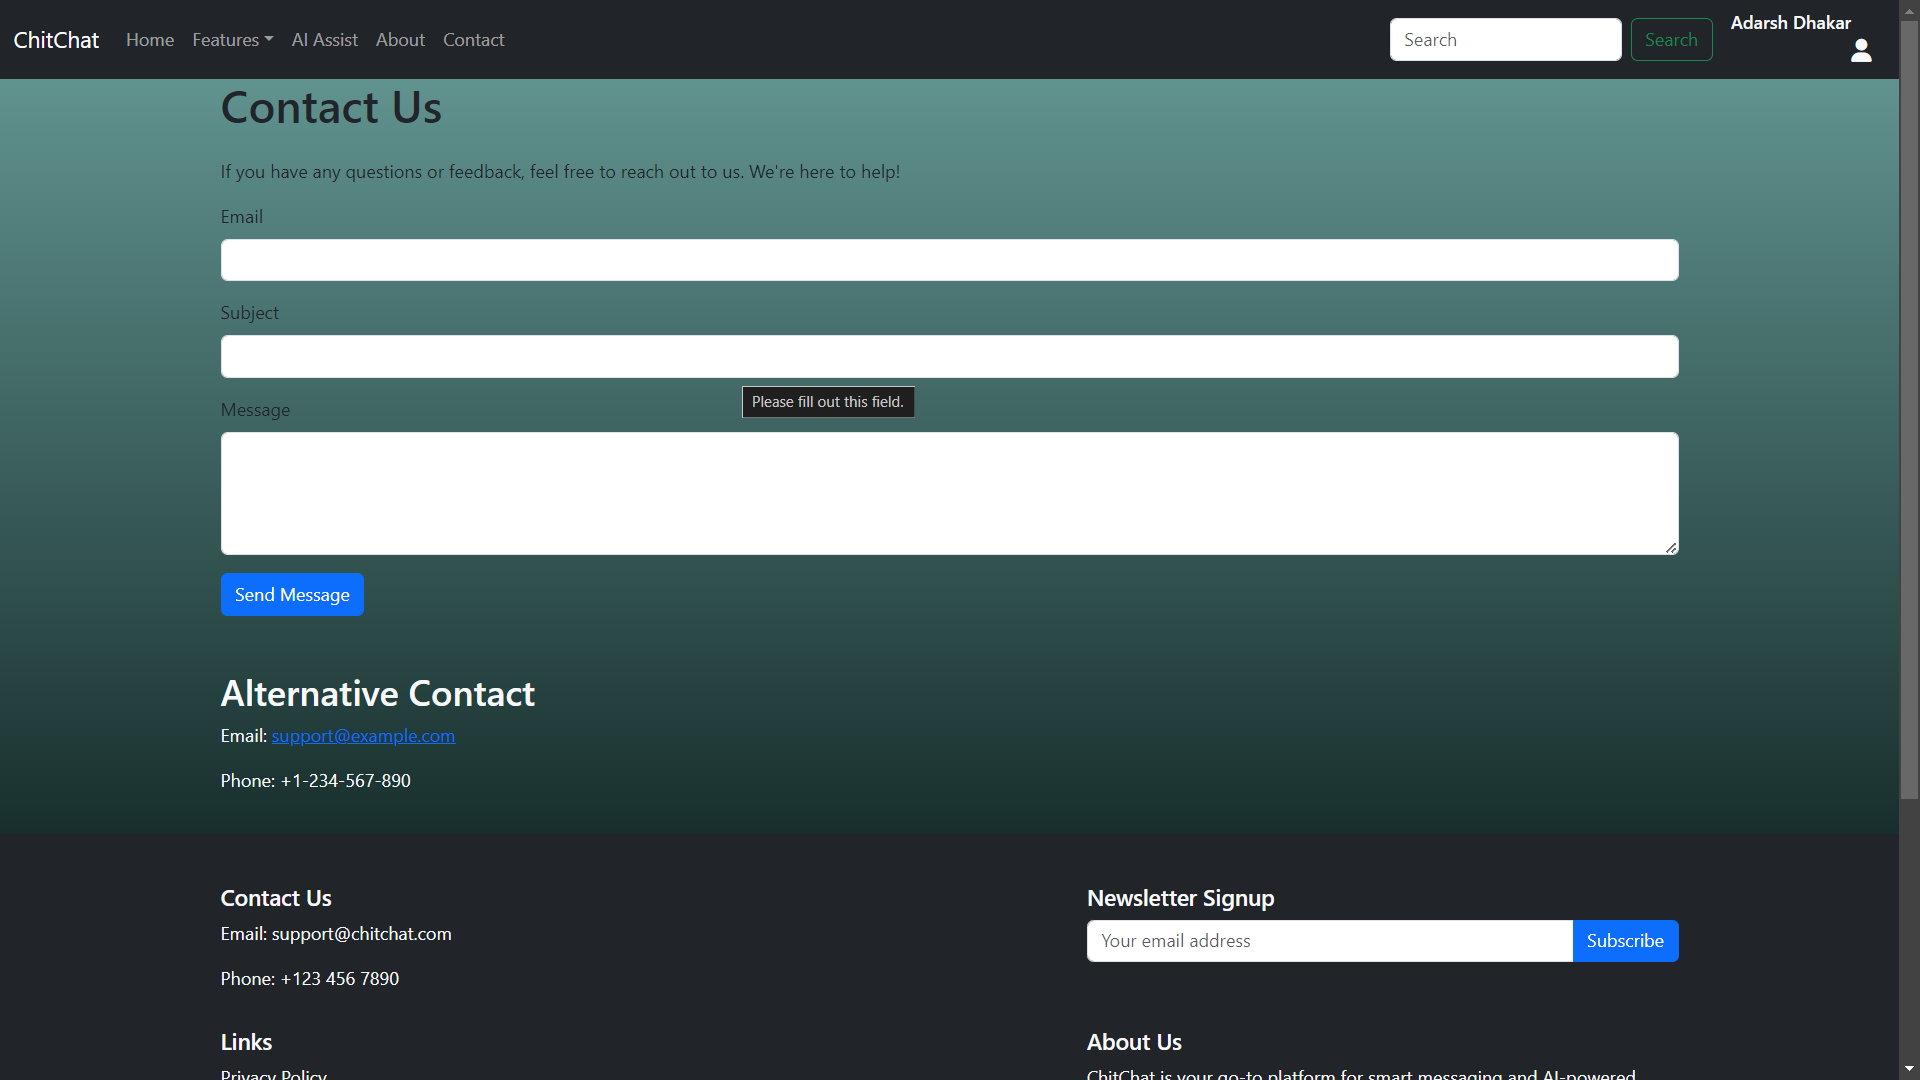 ChitChat Home Features AI Assist About Contact Search Search Adarsh Dhakar
Contact Us
If you have any questions or feedback, feel free to reach out to us. We're here to help!
Email
Subject
Please fill out this field.
Message
Send Message
Alternative Contact
Email: support@example.com
Phone: +1-234-567-890
Contact Us
Email: support@chitchat.com
Phone: +123 456 7890
Newsletter Signup
Your email address Subscribe
Links
Privacy Policy
About Us
ChitChat is your go-to platform for smart messaging and AI-powered